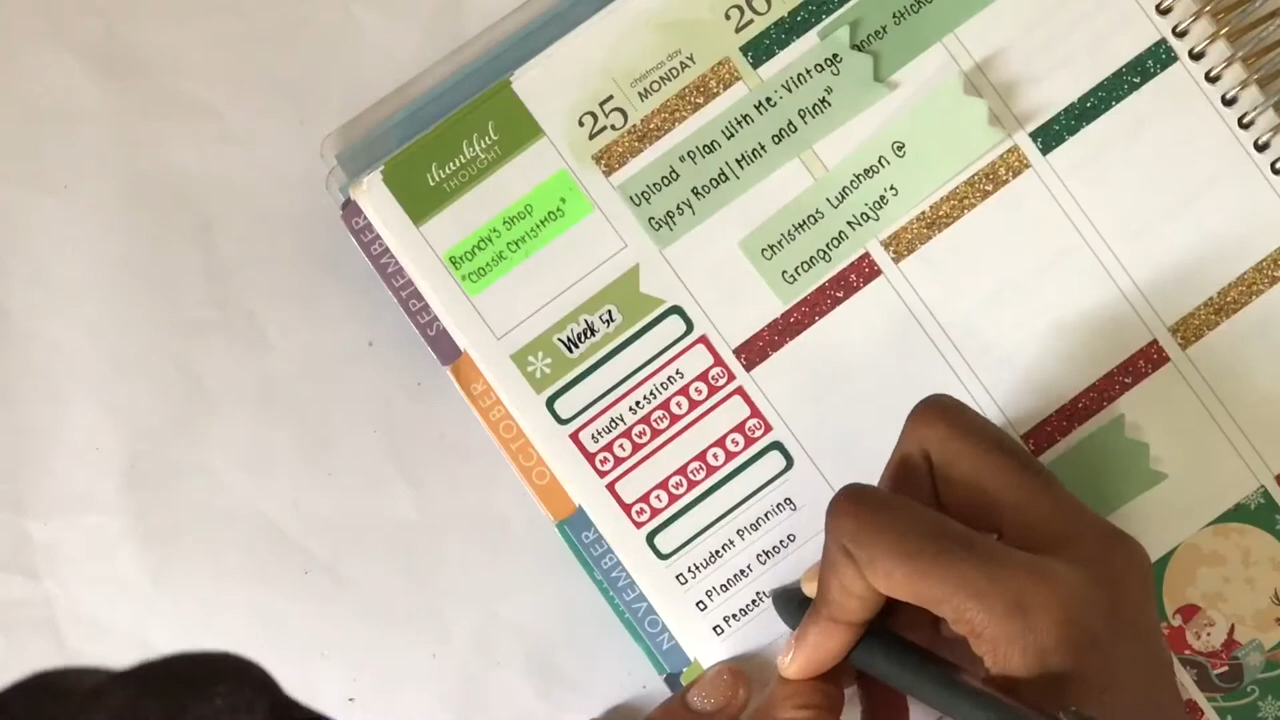 thankful
THOUGHT
Brandy's Shop
"Classic Christmas"
Week 52
study sessions
M T W TH F S SU
M T W TH F S SU
Student Planning
Planner Choco
Peacefu
SEPTEMBER
OCTOBER
NOVEMBER
25
christmas day
MONDAY
Upload "Plan With Me: Vintage
Gypsy Road | Mint and Pink"
Christmas Luncheon @
Grangran Najae's
26